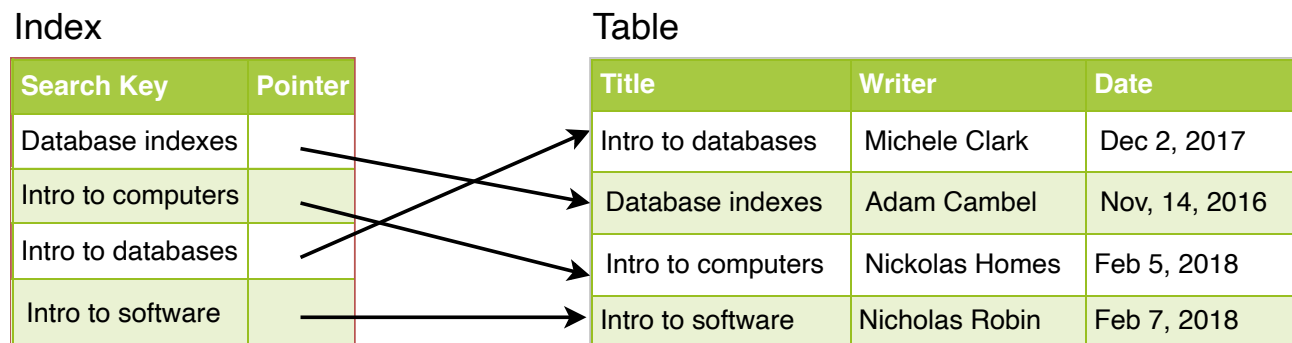 Index
Table
Search Key Pointer
Title Writer Date
Database indexes
Intro to databases Michele Clark Dec 2, 2017
Intro to computers
Database indexes Adam Cambel Nov, 14, 2016
Intro to databases
Intro to computers Nickolas Homes Feb 5, 2018
Intro to software
Intro to software Nicholas Robin Feb 7, 2018